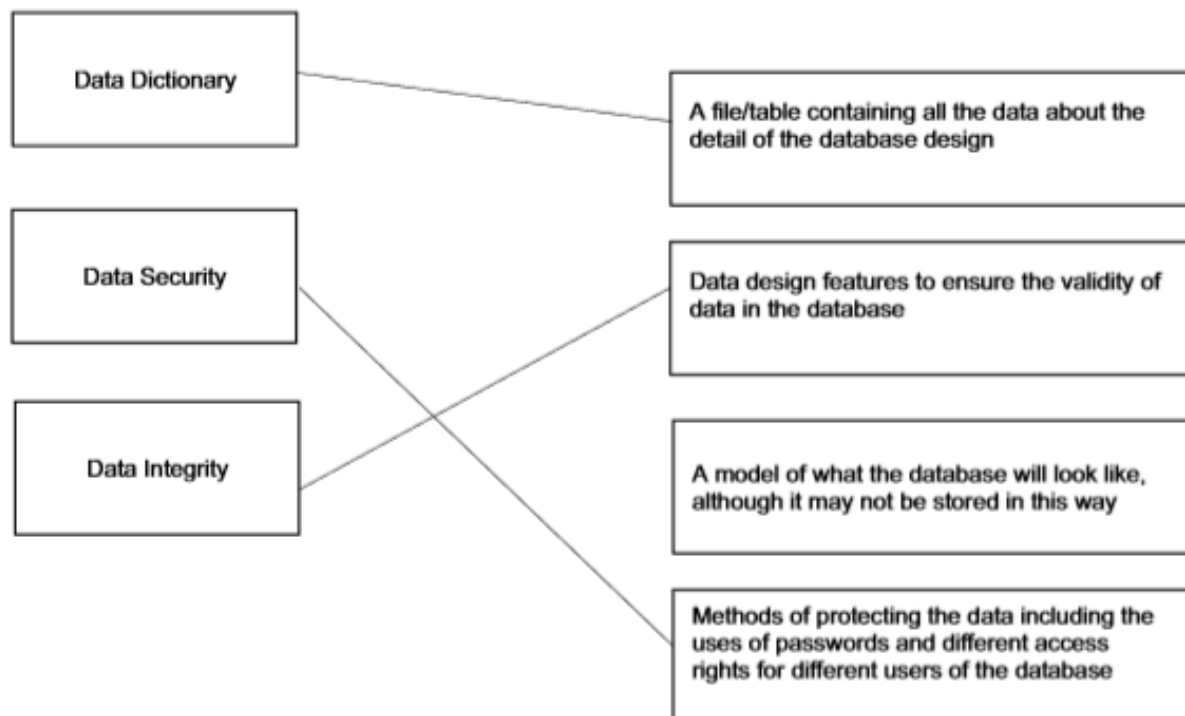 Data Dictionary
A file/table containing all the data about the
detail of the database design
Data Security
Data design features to ensure the validity of
data in the database
Data Integrity
A model of what the database will look like,
although it may not be stored in this way
Methods of protecting the data including the
uses of passwords and different access
rights for different users of the database